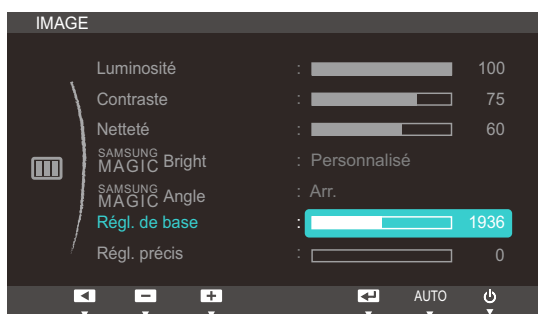 IMAGE
Luminosité : 100
Contraste : 75
Netteté : 60
SAMSUNG MAGIC Bright : Personnalisé
SAMSUNG MAGIC Angle : Arr.
Régl. de base : 1936
Régl. précis : 0
AUTO